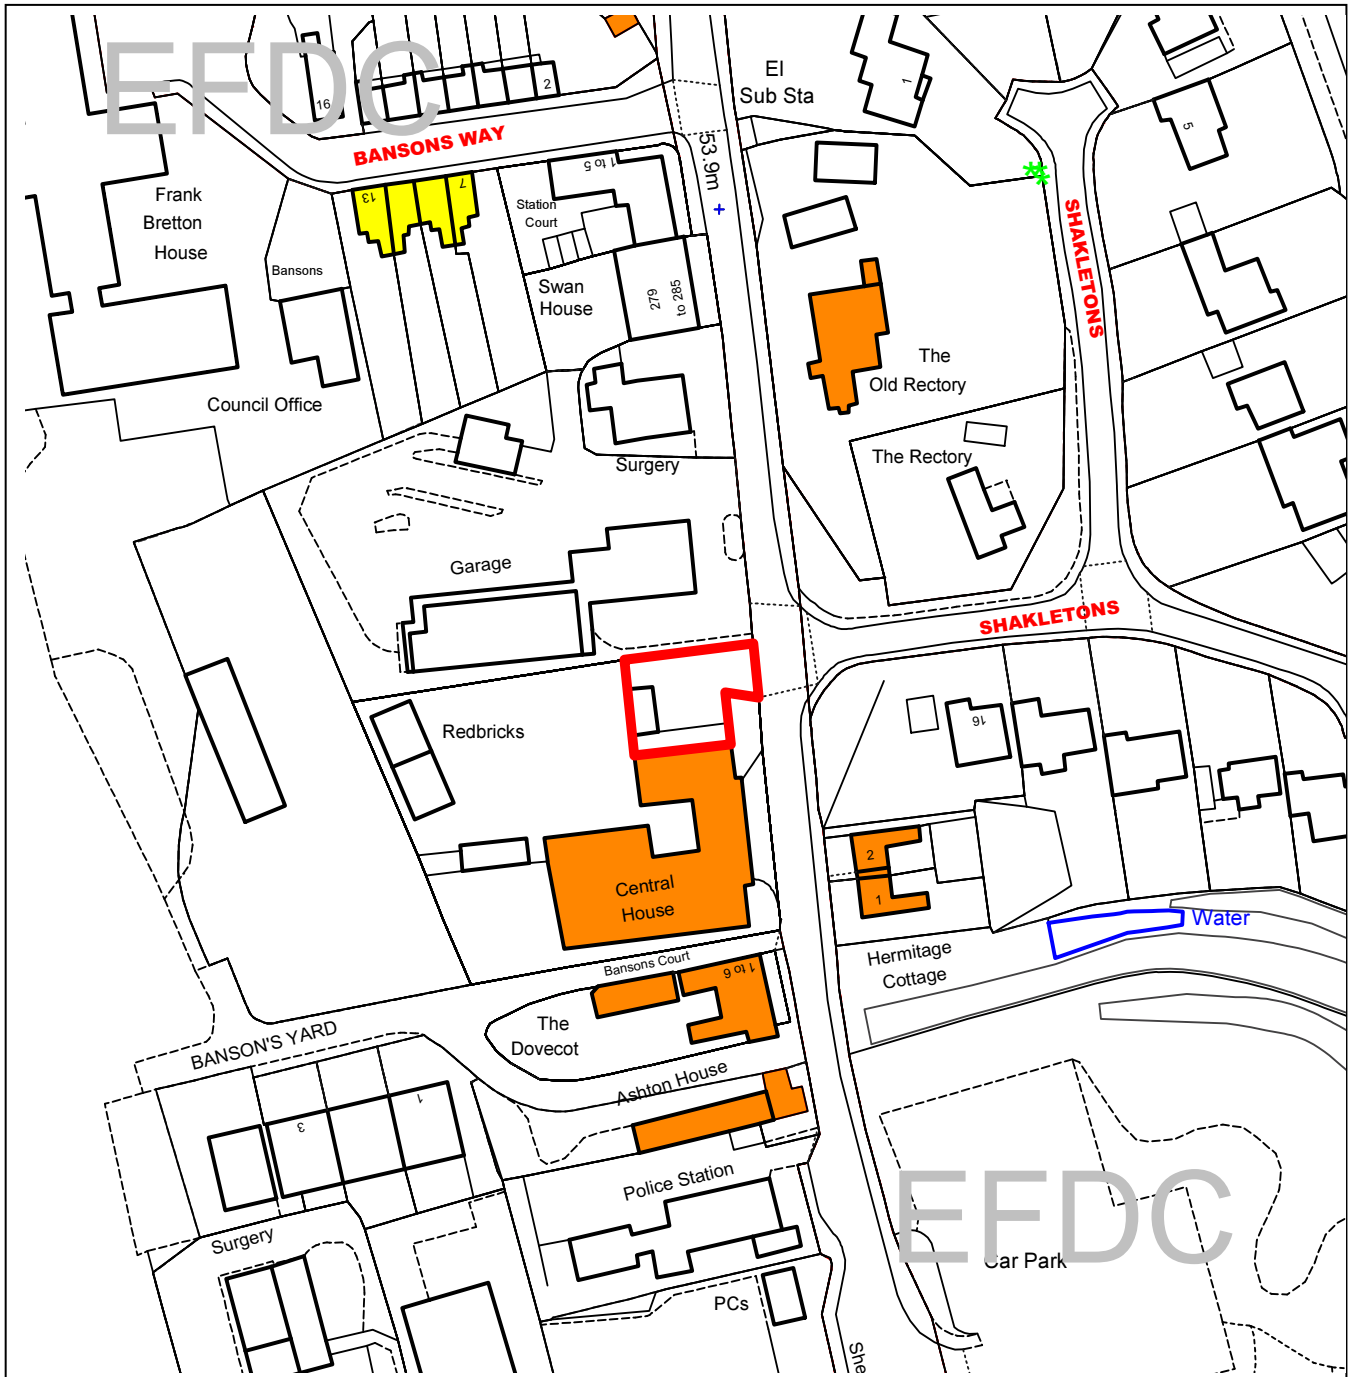 EFDC
16
2
BANSONS WAY
El
Sub Sta
1
5
53.9m
Frank
Bretton
House
13
7
1 to 5
Station
Court
SHAKLETONS
Bansons
Swan
House
279
to 285
The
Old Rectory
Council Office
Surgery
The Rectory
Garage
SHAKLETONS
Redbricks
16
Central
House
2
1
Water
Hermitage
Cottage
Bansons Court
1 to 6
The
Dovecot
BANSON'S YARD
Ashton House
1
3
Police Station
Surgery
EFDC
Car Park
PCs
She